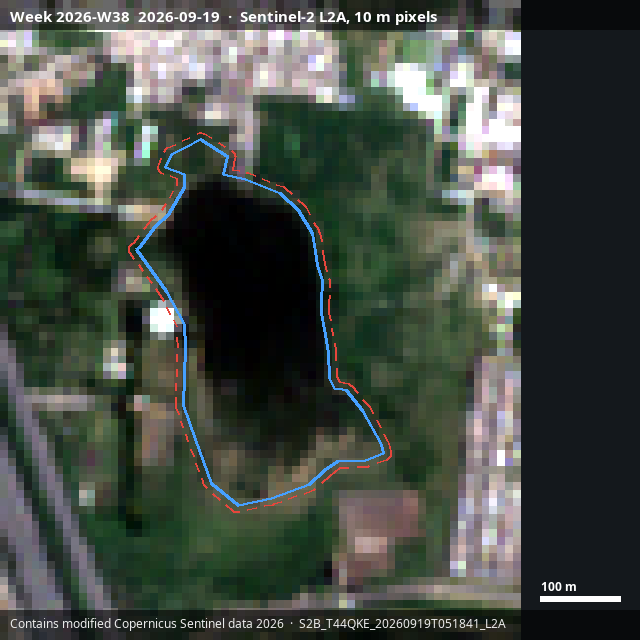 Week 2026-W38  2026-09-19  ·  Sentinel-2 L2A, 10 m pixels
100 m
Contains modified Copernicus Sentinel data 2026  ·  S2B_T44QKE_20260919T051841_L2A